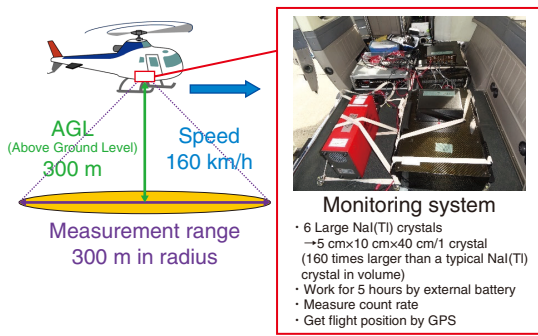 AGL
(Above Ground Level)
300 m
Speed
160 km/h
Measurement range
300 m in radius
Monitoring system
・6 Large NaI(Tl) crystals
→5 cm×10 cm×40 cm/1 crystal
(160 times larger than a typical NaI(Tl)
crystal in volume)
・Work for 5 hours by external battery
・Measure count rate
・Get flight position by GPS